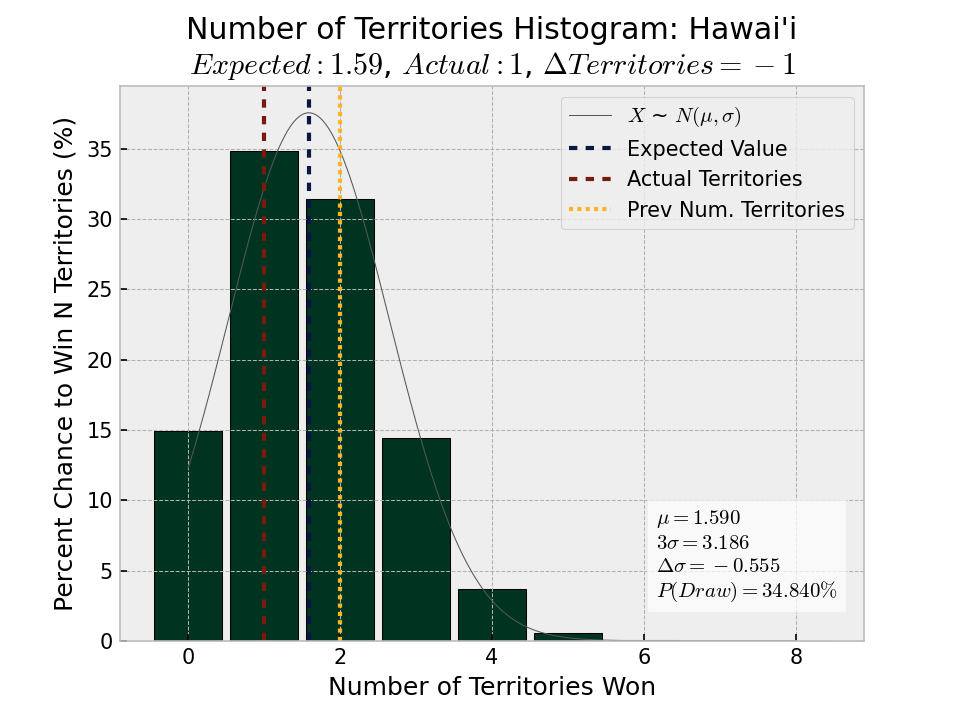 Number of Territories Histogram: Hawai'i
Expected : 1.59, Actual : 1, ΔTerritories = −1
Percent Chance to Win N Territories (%)
35
30
25
20
15
10
5
0
X ~ N(μ, σ)
Expected Value
Actual Territories
Prev Num. Territories
μ = 1.590
3σ = 3.186
Δσ = −0.555
P(Draw) = 34.840%
0 2 4 6 8
Number of Territories Won